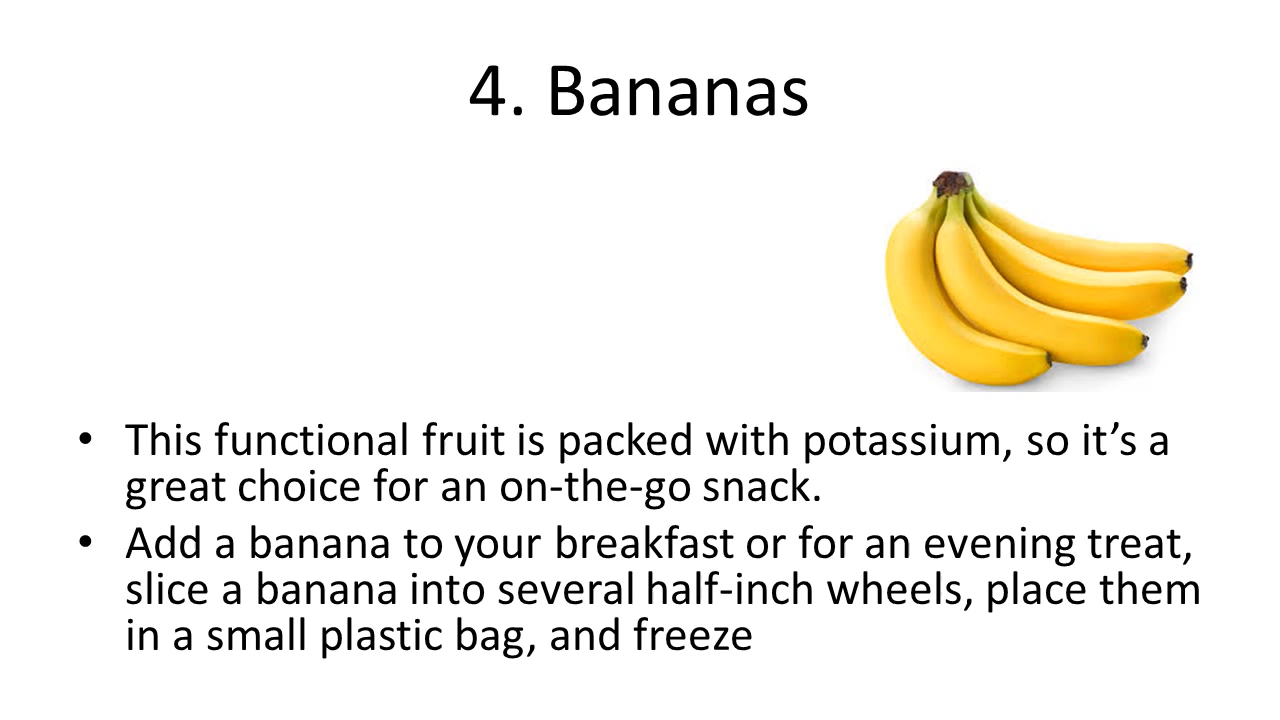 4. Bananas
• This functional fruit is packed with potassium, so it’s a
great choice for an on-the-go snack.
• Add a banana to your breakfast or for an evening treat,
slice a banana into several half-inch wheels, place them
in a small plastic bag, and freeze